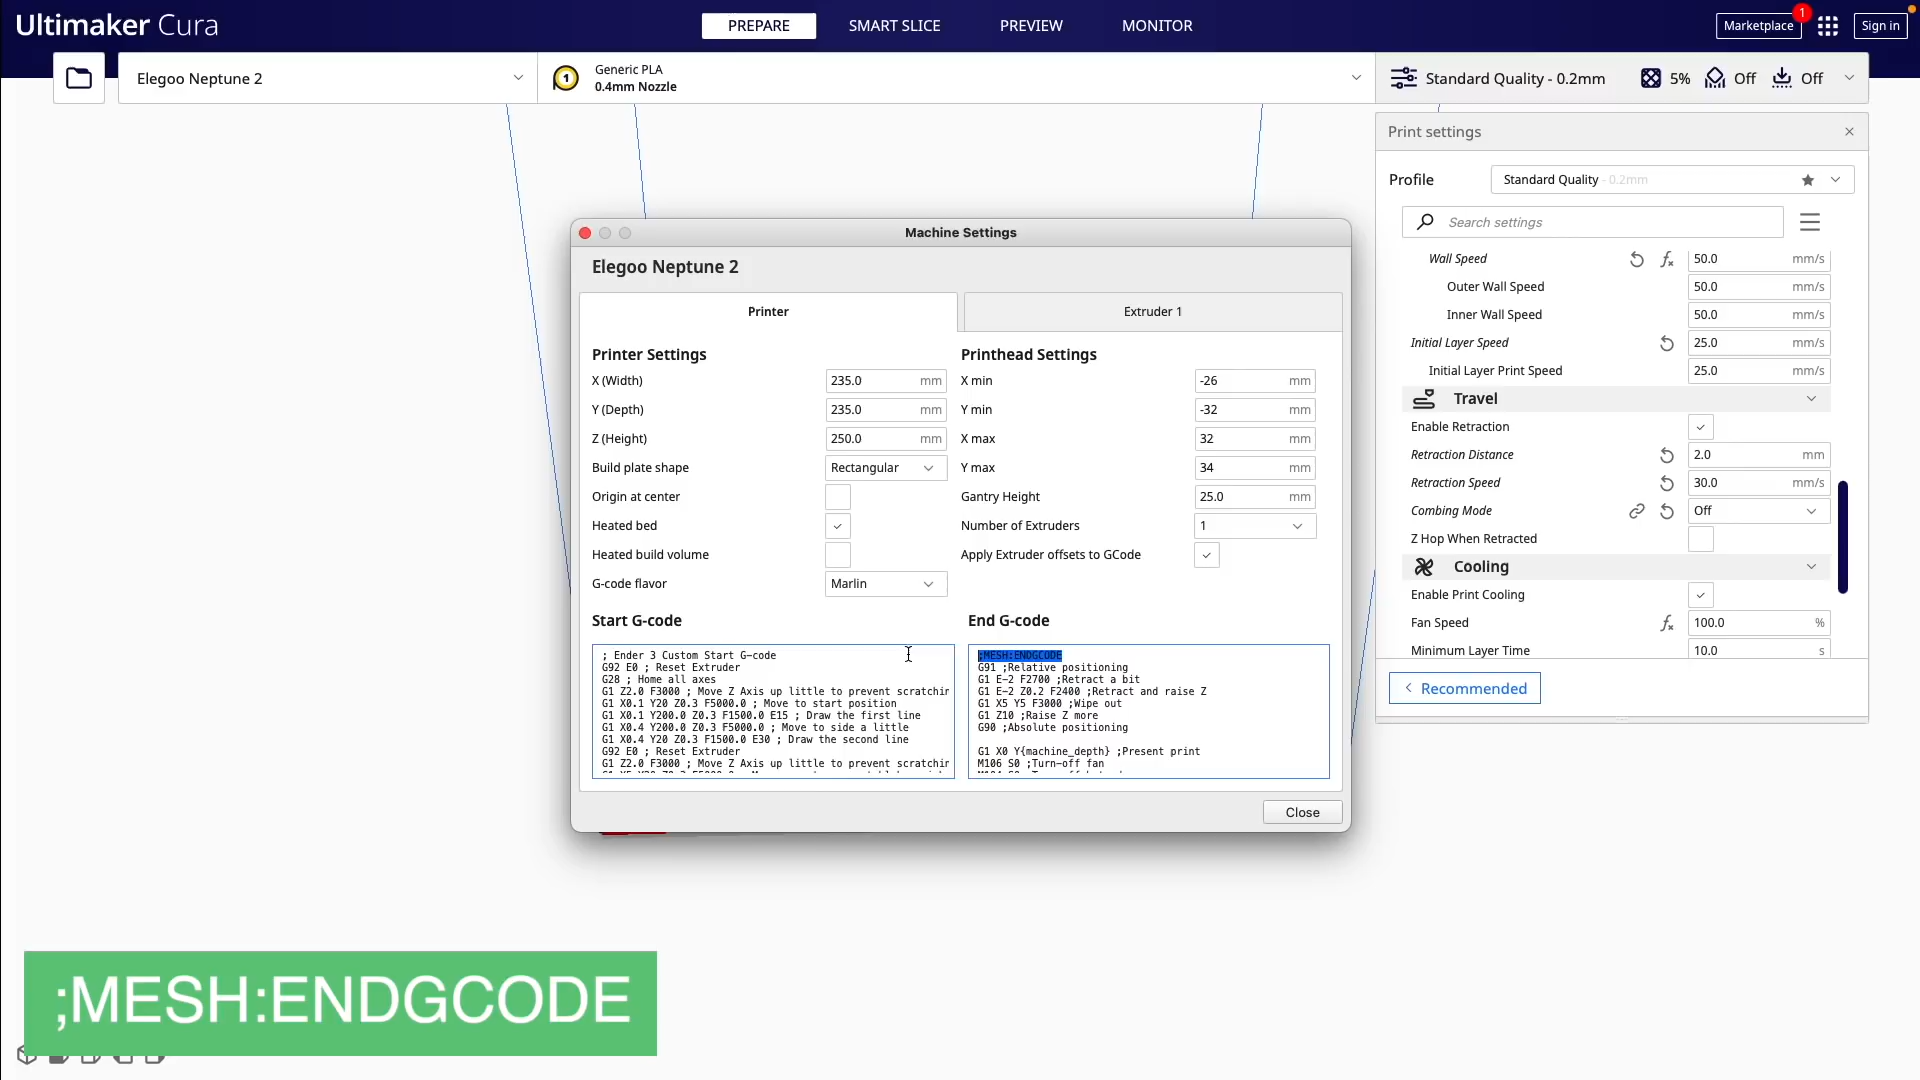 Ultimaker Cura
PREPARE
SMART SLICE
PREVIEW
MONITOR
Marketplace
1
Sign in
Elegoo Neptune 2
1
Generic PLA
0.4mm Nozzle
Standard Quality - 0.2mm
5%
Off
Off
Print settings
Profile
Standard Quality - 0.2mm
Search settings
Wall Speed 50.0 mm/s
Outer Wall Speed 50.0 mm/s
Inner Wall Speed 50.0 mm/s
Initial Layer Speed 25.0 mm/s
Initial Layer Print Speed 25.0 mm/s
Travel
Enable Retraction
Retraction Distance 2.0 mm
Retraction Speed 30.0 mm/s
Combing Mode Off
Z Hop When Retracted
Cooling
Enable Print Cooling
Fan Speed 100.0 %
Minimum Layer Time 10.0 s
Recommended
Machine Settings
Elegoo Neptune 2
Printer
Extruder 1
Printer Settings
X (Width) 235.0 mm
Y (Depth) 235.0 mm
Z (Height) 250.0 mm
Build plate shape Rectangular
Origin at center
Heated bed
Heated build volume
G-code flavor Marlin
Printhead Settings
X min -26 mm
Y min -32 mm
X max 32 mm
Y max 34 mm
Gantry Height 25.0 mm
Number of Extruders 1
Apply Extruder offsets to GCode
Start G-code
; Ender 3 Custom Start G-code
G92 E0 ; Reset Extruder
G28 ; Home all axes
G1 Z2.0 F3000 ; Move Z Axis up little to prevent scratchin
G1 X0.1 Y20 Z0.3 F5000.0 ; Move to start position
G1 X0.1 Y200.0 Z0.3 F1500.0 E15 ; Draw the first line
G1 X0.4 Y200.0 Z0.3 F5000.0 ; Move to side a little
G1 X0.4 Y20 Z0.3 F1500.0 E30 ; Draw the second line
G92 E0 ; Reset Extruder
G1 Z2.0 F3000 ; Move Z Axis up little to prevent scratchin
End G-code
;MESH:ENDGCODE
G91 ;Relative positioning
G1 E-2 F2700 ;Retract a bit
G1 E-2 Z0.2 F2400 ;Retract and raise Z
G1 X5 Y5 F3000 ;Wipe out
G1 Z10 ;Raise Z more
G90 ;Absolute positioning
G1 X0 Y{machine_depth} ;Present print
M106 S0 ;Turn-off fan
Close
;MESH:ENDGCODE